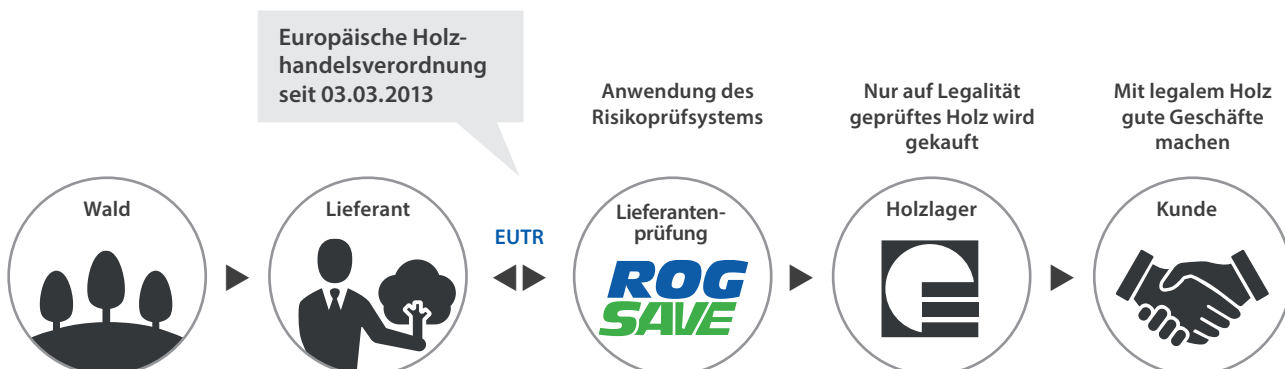 Europäische Holz-
handelsverordnung
seit 03.03.2013
Anwendung des
Risikoprüfsystems
Nur auf Legalität
geprüftes Holz wird
gekauft
Mit legalem Holz
gute Geschäfte
machen
Wald
Lieferant
EUTR
Lieferanten-
prüfung
ROG
SAVE
Holzlager
Kunde